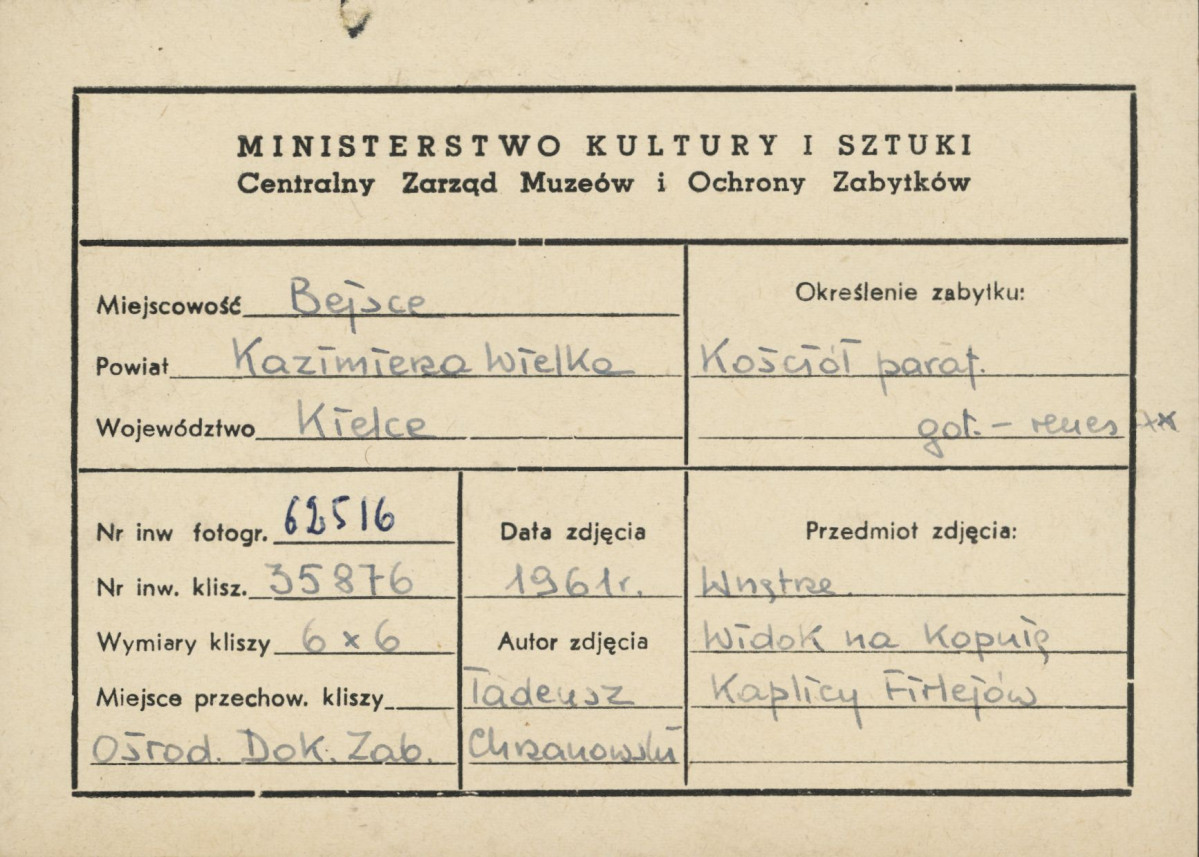 MINISTERSTWO KULTURY I SZTUKI
Centralny Zarząd Muzeów i Ochrony Zabytków
Miejscowość Bejsce
Powiat Kazimierza Wielka
Województwo Kielce
Określenie zabytku:
Kościół paraf.
got. – renes
Nr inw fotogr. 62516
Nr inw. klisz. 35876
Wymiary kliszy 6 x 6
Miejsce przechow. kliszy
Ośrod. Dok. Zab.
Data zdjęcia
1961 r.
Autor zdjęcia
Tadeusz
Chrzanowski
Przedmiot zdjęcia:
Wnętrze.
Widok na Kopułę
Kaplicy Firlejów